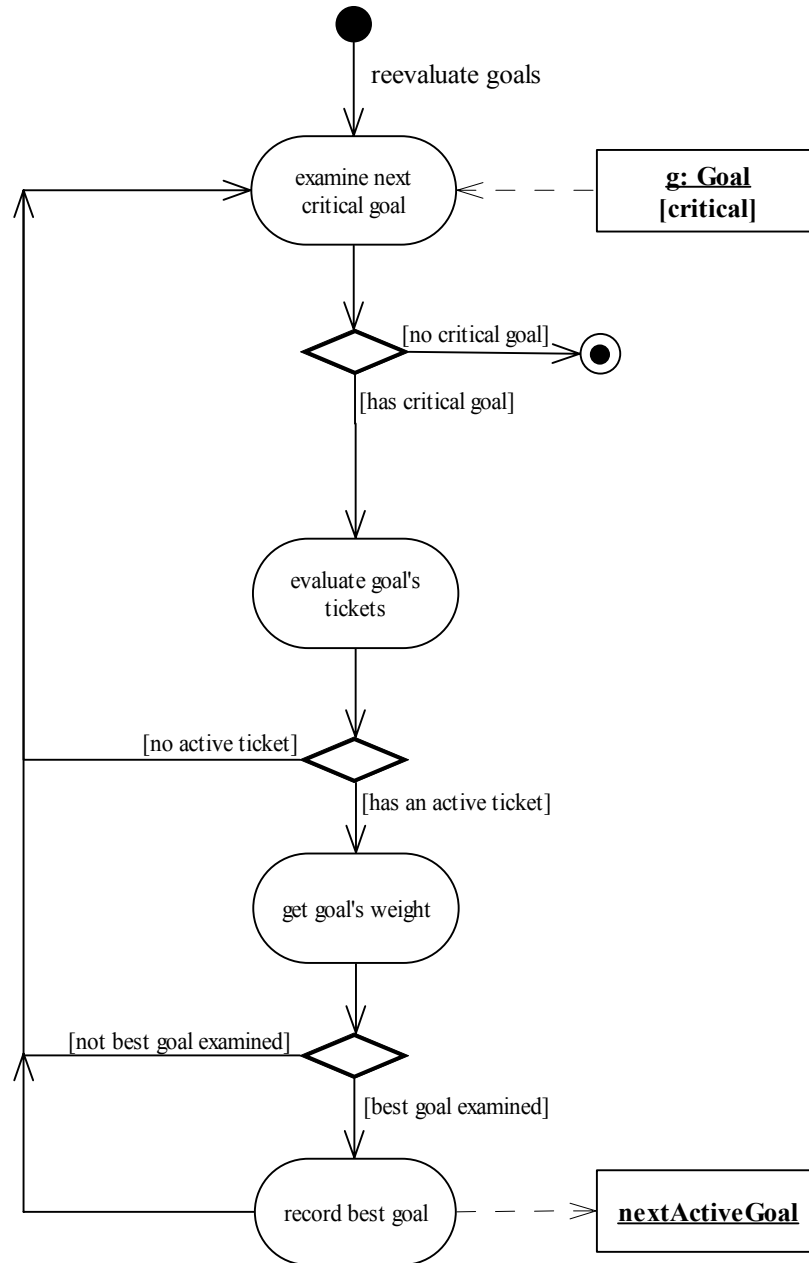 reevaluate goals
examine next
critical goal
g: Goal
[critical]
[no critical goal]
[has critical goal]
evaluate goal's
tickets
[no active ticket]
[has an active ticket]
get goal's weight
[not best goal examined]
[best goal examined]
record best goal
nextActiveGoal